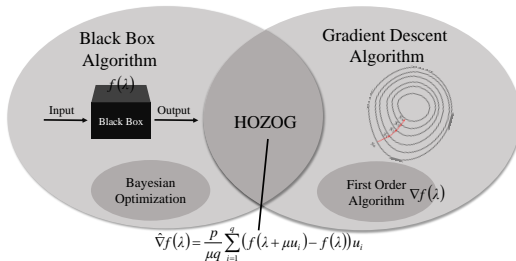 Black Box
Algorithm
f(λ)
Input
Output
Black Box
Bayesian
Optimization
HOZOG
Gradient Descent
Algorithm
First Order
Algorithm ∇f(λ)
∇̂f(λ) = p/μq ∑_{i=1}^{q} (f(λ + μu_i) − f(λ))u_i